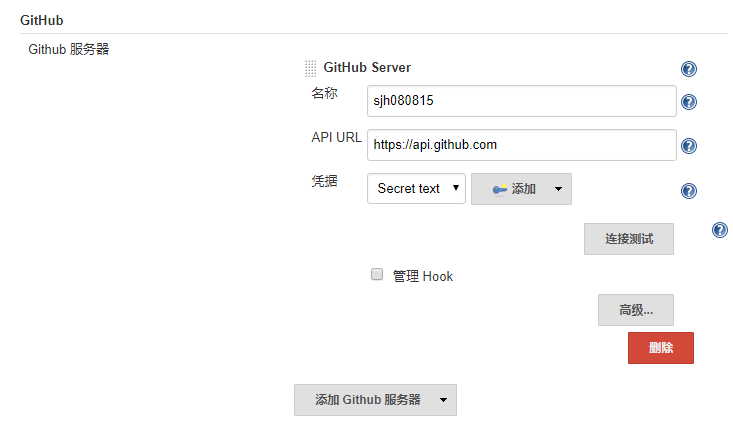 GitHub
Github 服务器
GitHub Server
名称
sjh080815
API URL
https://api.github.com
凭据
Secret text
添加
连接测试
管理 Hook
高级...
删除
添加 Github 服务器